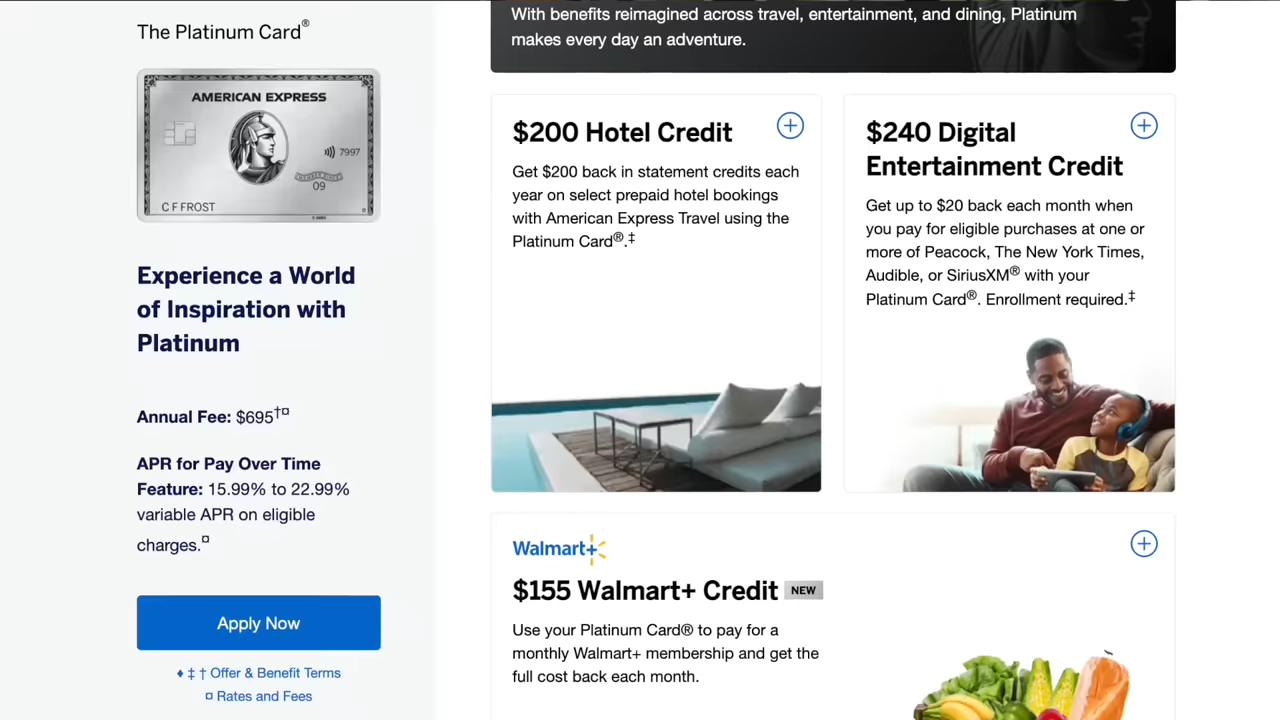 The Platinum Card®
AMERICAN EXPRESS
7997
MEMBER SINCE
09
C F FROST
Experience a World
of Inspiration with
Platinum
Annual Fee: $695†¤
APR for Pay Over Time
Feature: 15.99% to 22.99%
variable APR on eligible
charges.¤
Apply Now
♦ ‡ † Offer & Benefit Terms
¤ Rates and Fees
With benefits reimagined across travel, entertainment, and dining, Platinum
makes every day an adventure.
$200 Hotel Credit
Get $200 back in statement credits each
year on select prepaid hotel bookings
with American Express Travel using the
Platinum Card®.‡
$240 Digital
Entertainment Credit
Get up to $20 back each month when
you pay for eligible purchases at one or
more of Peacock, The New York Times,
Audible, or SiriusXM® with your
Platinum Card®. Enrollment required.‡
Walmart+
$155 Walmart+ Credit NEW
Use your Platinum Card® to pay for a
monthly Walmart+ membership and get the
full cost back each month.